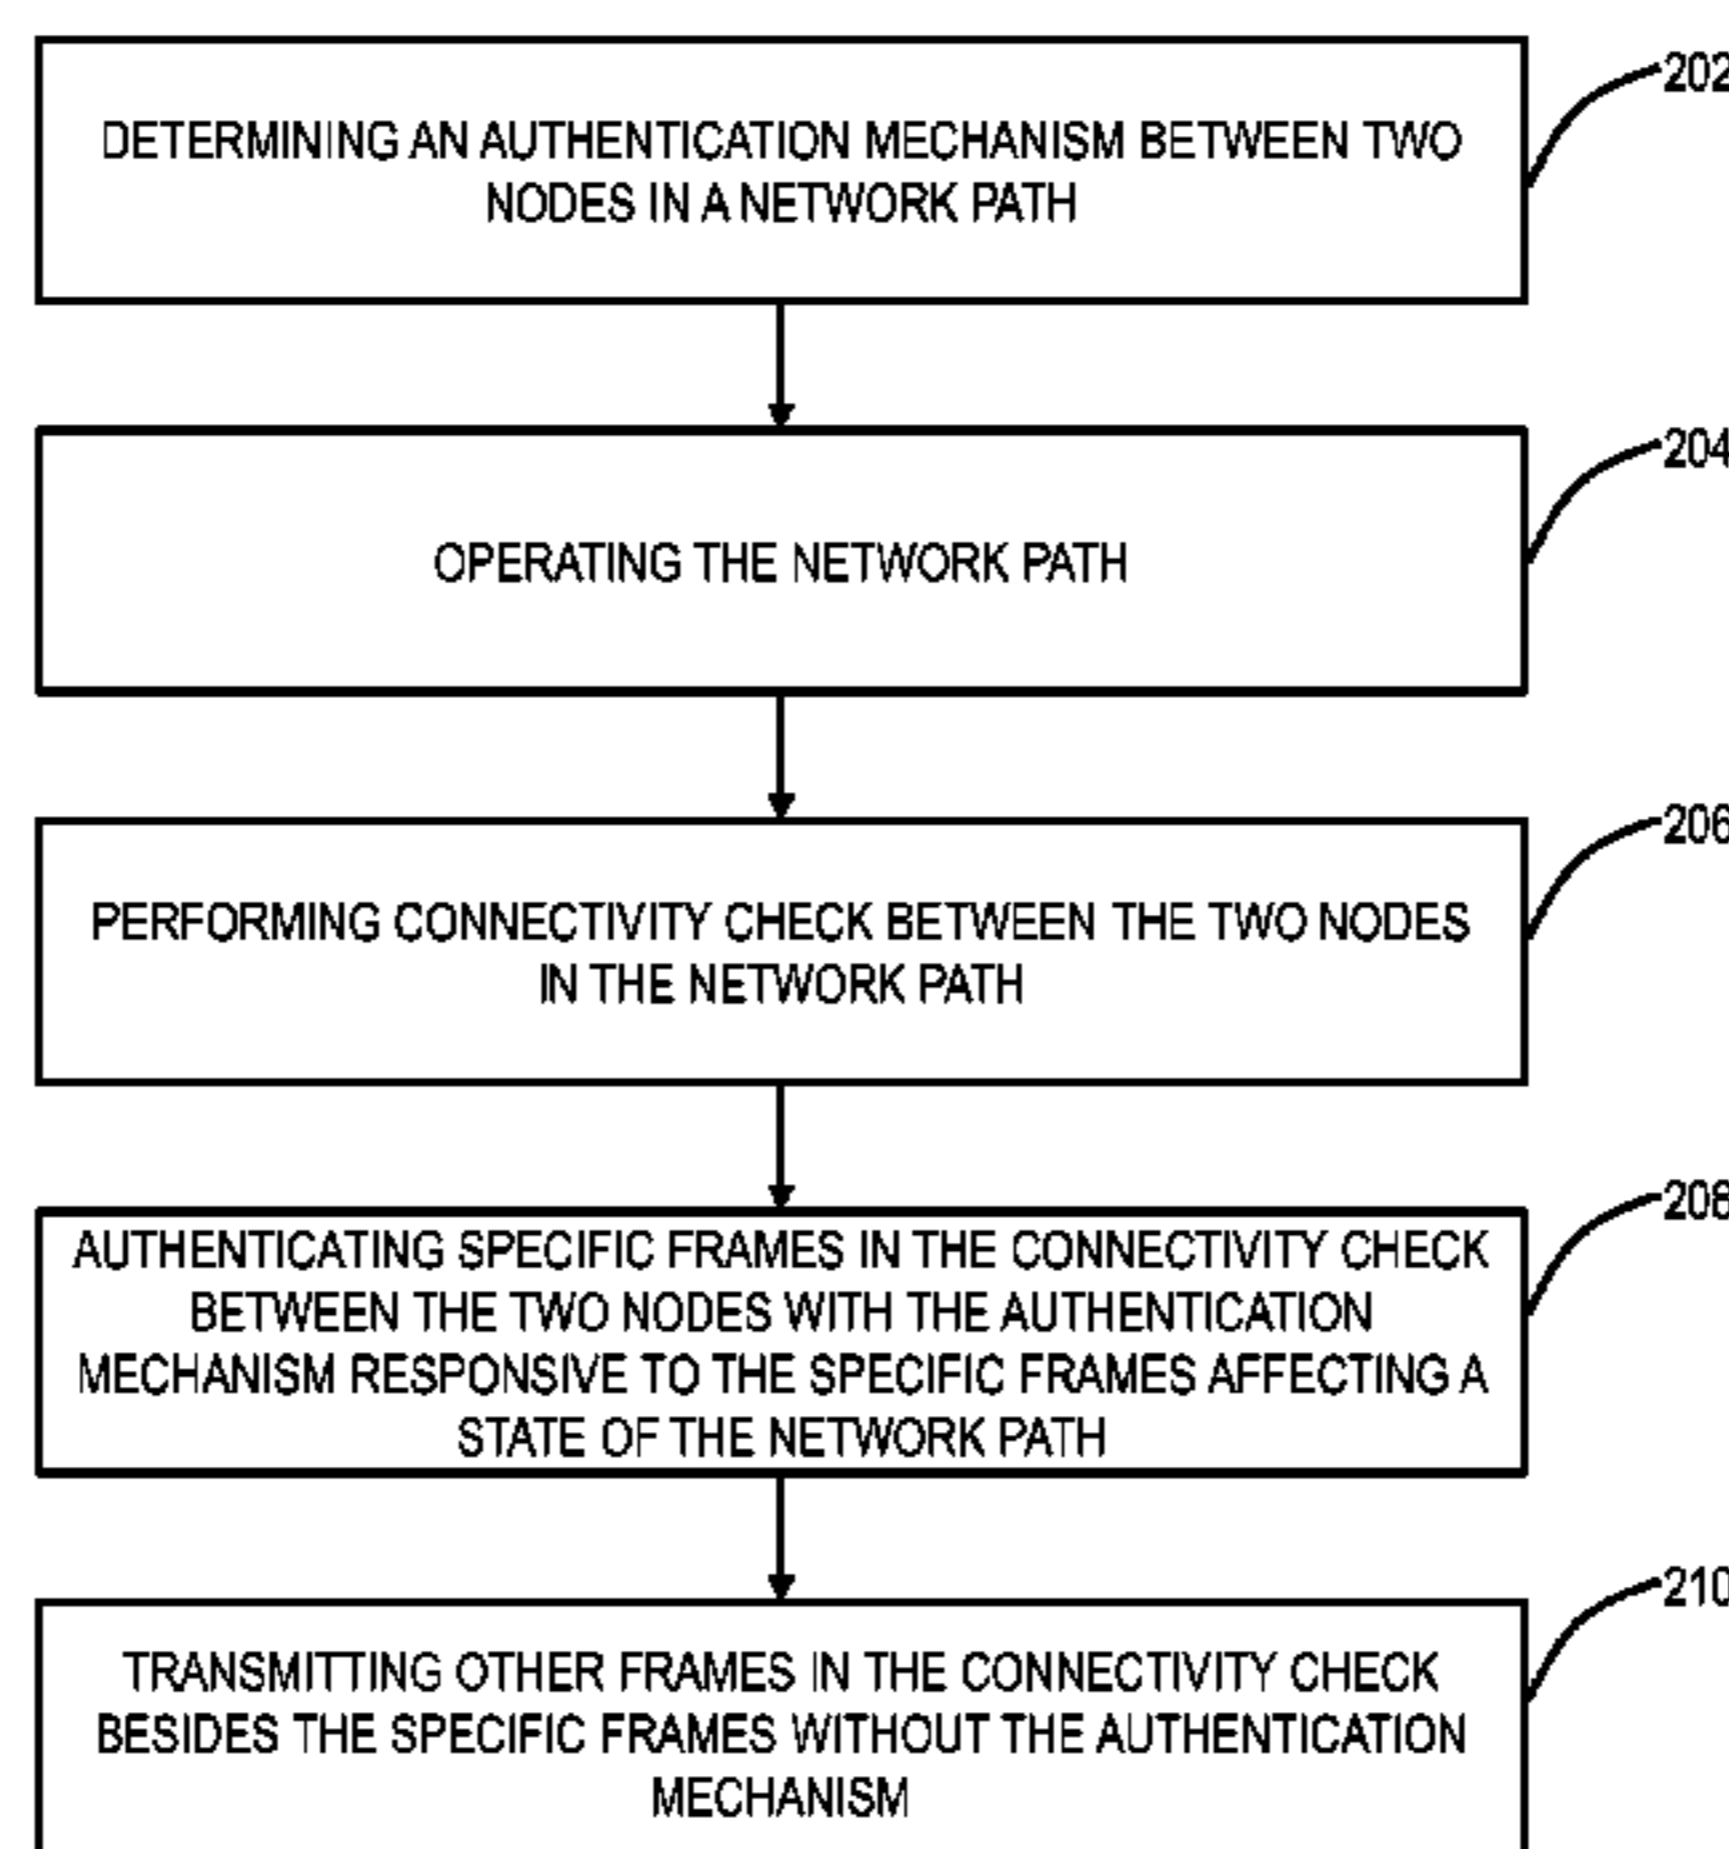 202
DETERMINING AN AUTHENTICATION MECHANISM BETWEEN TWO
NODES IN A NETWORK PATH
204
OPERATING THE NETWORK PATH
206
PERFORMING CONNECTIVITY CHECK BETWEEN THE TWO NODES
IN THE NETWORK PATH
208
AUTHENTICATING SPECIFIC FRAMES IN THE CONNECTIVITY CHECK
BETWEEN THE TWO NODES WITH THE AUTHENTICATION
MECHANISM RESPONSIVE TO THE SPECIFIC FRAMES AFFECTING A
STATE OF THE NETWORK PATH
210
TRANSMITTING OTHER FRAMES IN THE CONNECTIVITY CHECK
BESIDES THE SPECIFIC FRAMES WITHOUT THE AUTHENTICATION
MECHANISM